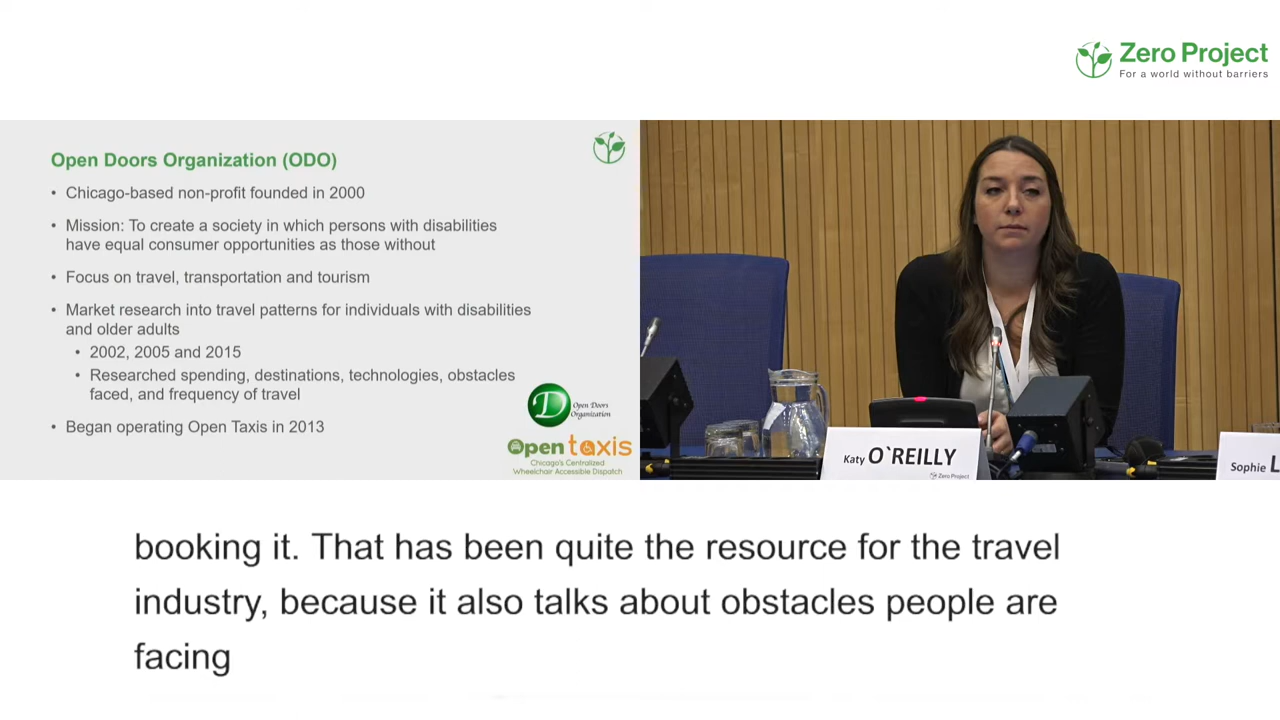 Zero Project
For a world without barriers
Open Doors Organization (ODO)
• Chicago-based non-profit founded in 2000
• Mission: To create a society in which persons with disabilities
have equal consumer opportunities as those without
• Focus on travel, transportation and tourism
• Market research into travel patterns for individuals with disabilities
and older adults
• 2002, 2005 and 2015
• Researched spending, destinations, technologies, obstacles
faced, and frequency of travel
• Began operating Open Taxis in 2013
D Open Doors
Organization
Open taxis
Chicago's Centralized
Wheelchair Accessible Dispatch
Katy O`REILLY
Zero Project
Sophie L
booking it. That has been quite the resource for the travel
industry, because it also talks about obstacles people are
facing